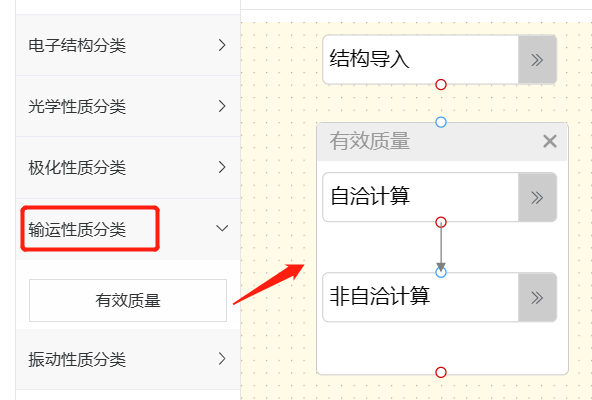 电子结构分类
光学性质分类
极化性质分类
输运性质分类
有效质量
振动性质分类
结构导入
有效质量
自洽计算
非自洽计算